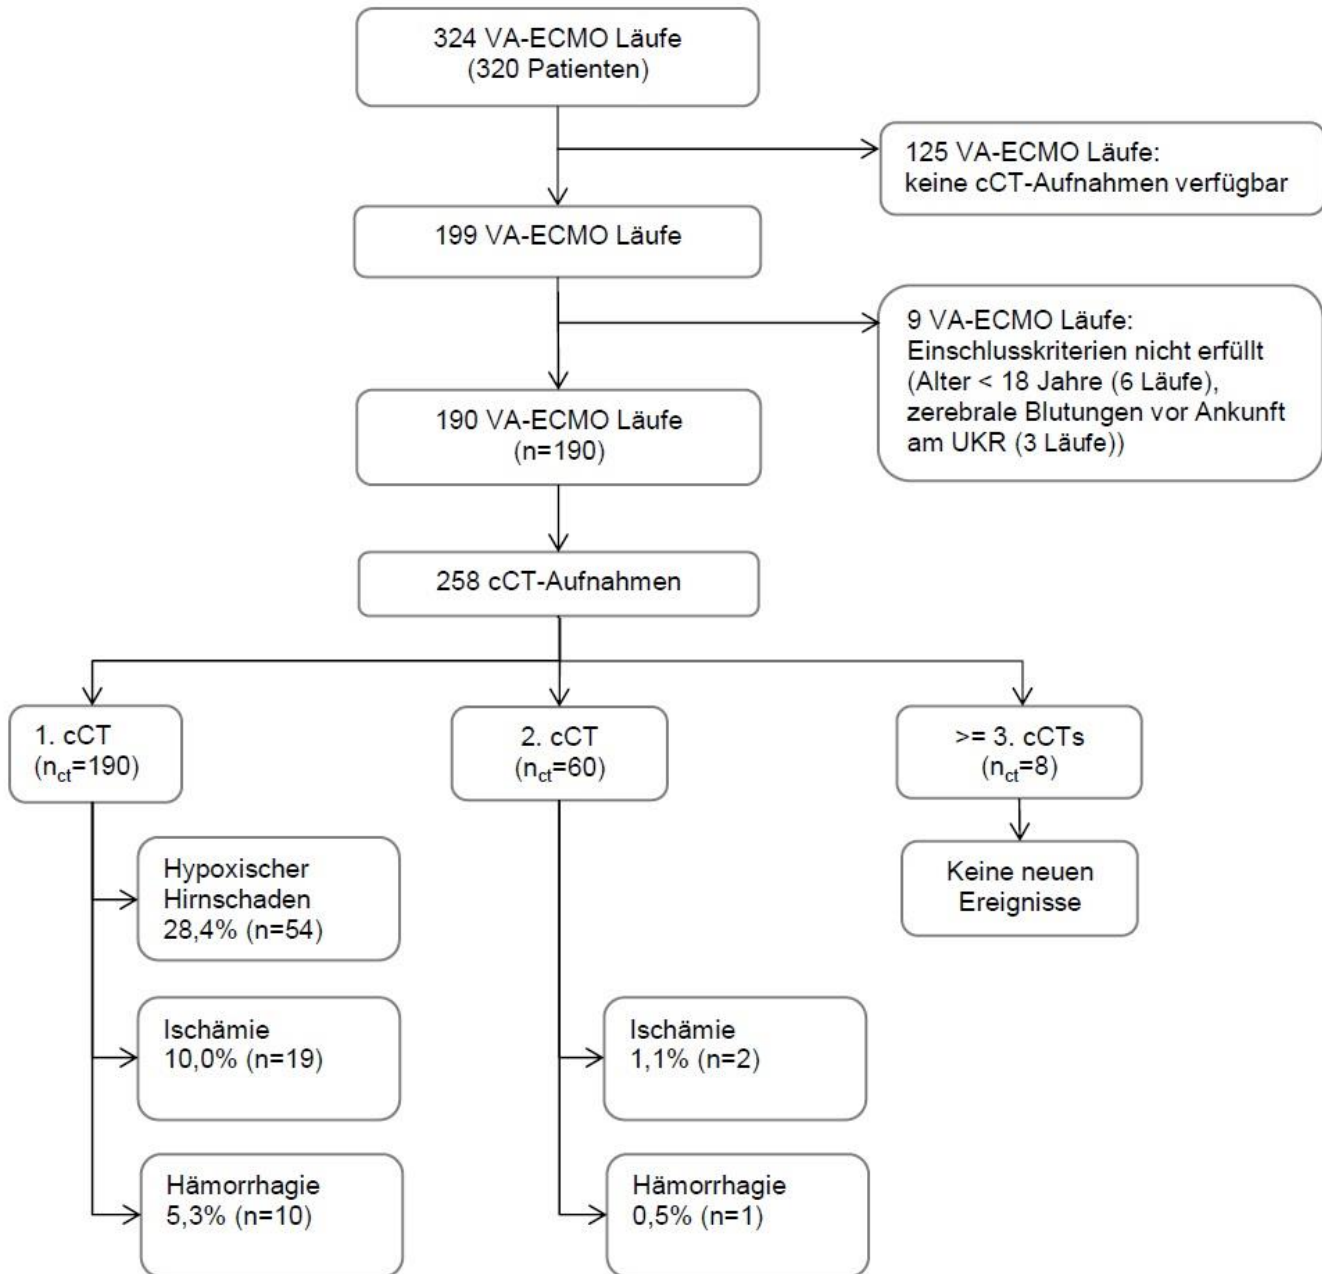 324 VA-ECMO Läufe
(320 Patienten)
125 VA-ECMO Läufe:
keine cCT-Aufnahmen verfügbar
199 VA-ECMO Läufe
9 VA-ECMO Läufe:
Einschlusskriterien nicht erfüllt
(Alter < 18 Jahre (6 Läufe),
zerebrale Blutungen vor Ankunft
am UKR (3 Läufe))
190 VA-ECMO Läufe
(n=190)
258 cCT-Aufnahmen
1. cCT
(nct=190)
2. cCT
(nct=60)
>= 3. cCTs
(nct=8)
Hypoxischer
Hirnschaden
28,4% (n=54)
Keine neuen
Ereignisse
Ischämie
10,0% (n=19)
Ischämie
1,1% (n=2)
Hämorrhagie
5,3% (n=10)
Hämorrhagie
0,5% (n=1)